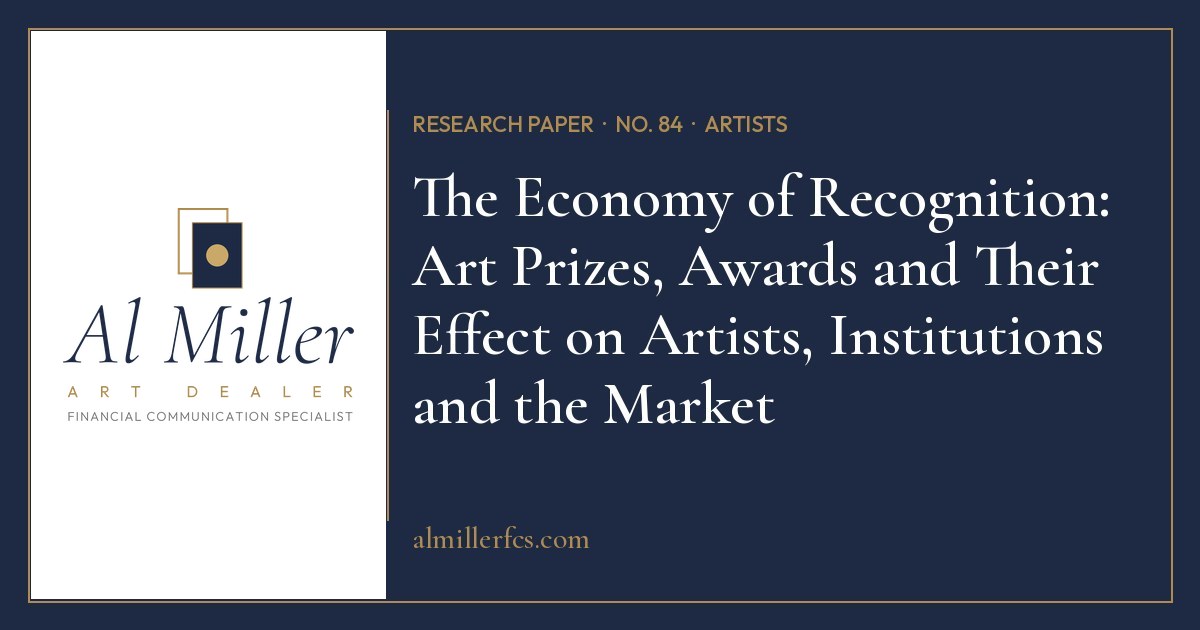 Al Miller
ART DEALER
FINANCIAL COMMUNICATION SPECIALIST
RESEARCH PAPER · NO. 84 · ARTISTS
The Economy of Recognition:
Art Prizes, Awards and Their
Effect on Artists, Institutions
and the Market
almillerfcs.com